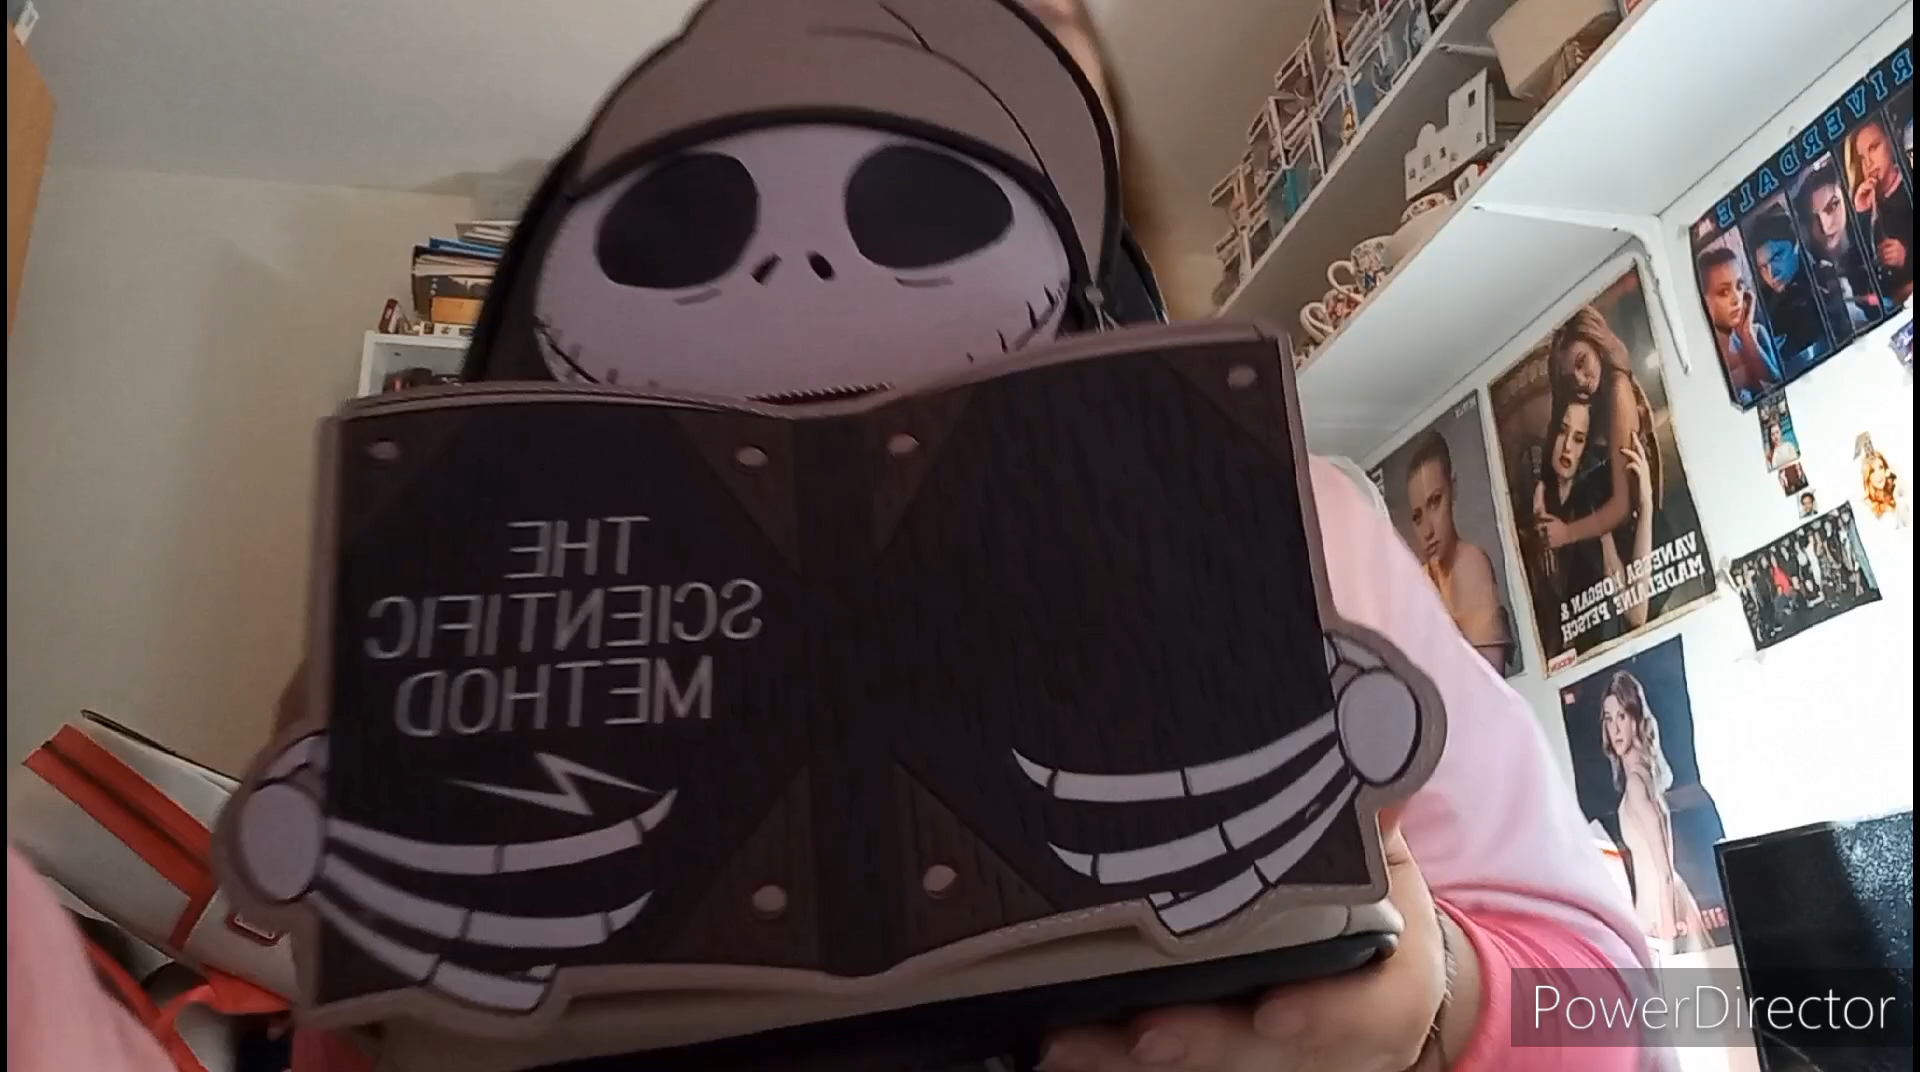 THE
SCIENTIFIC
METHOD
RIVERDALE
VANESSA MORGAN &
MADELAINE PETSCH
PowerDirector